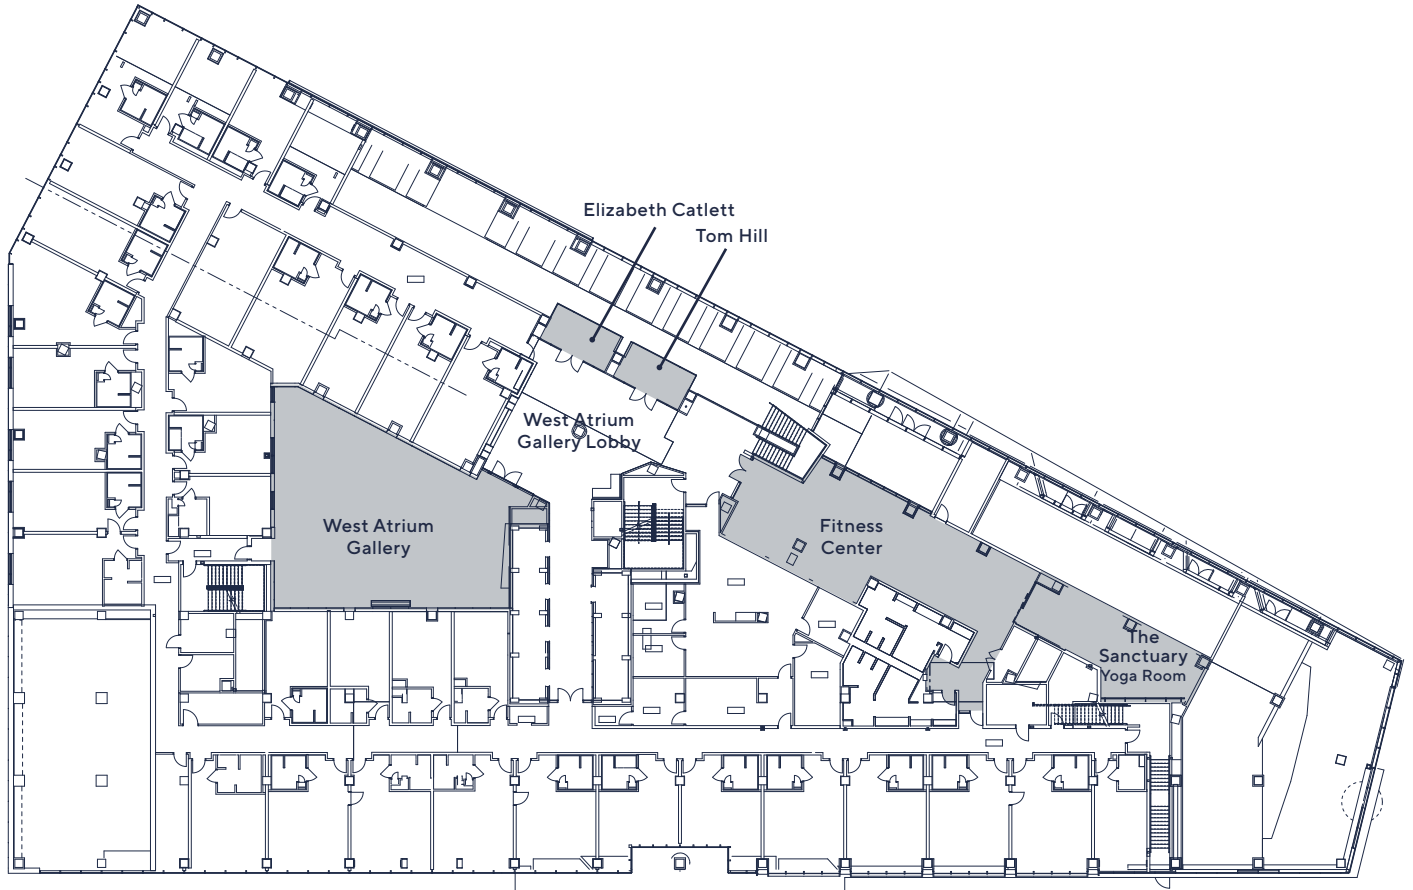 Elizabeth Catlett
Tom Hill
West Atrium
Gallery Lobby
West Atrium
Gallery
Fitness
Center
The
Sanctuary
Yoga Room